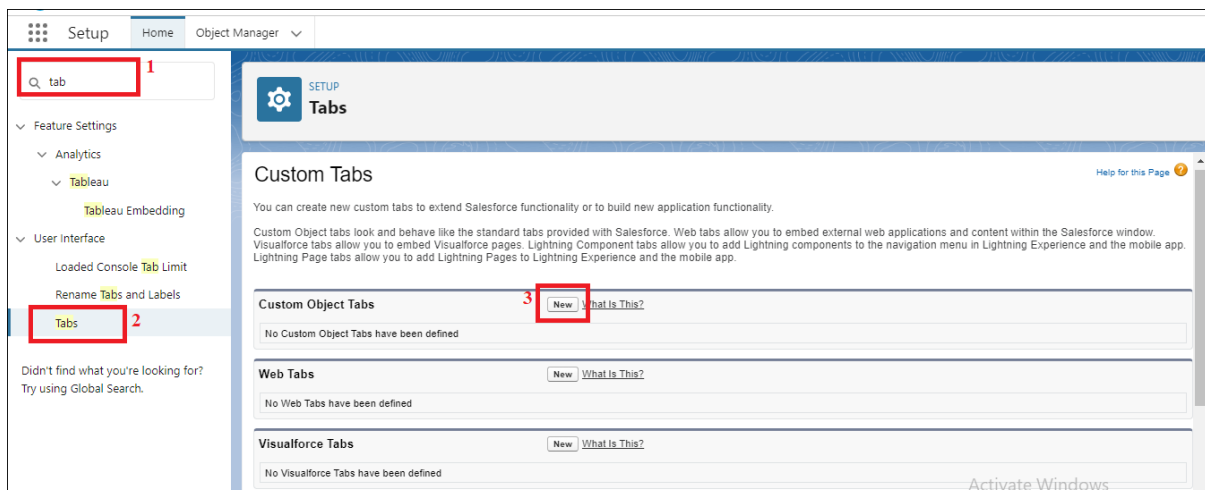 Setup Home Object Manager
1
tab
SETUP
Tabs
Feature Settings
Analytics
Tableau
Tableau Embedding
User Interface
Loaded Console Tab Limit
Rename Tabs and Labels
Tabs 2
Didn't find what you're looking for?
Try using Global Search.
Custom Tabs
Help for this Page ?
You can create new custom tabs to extend Salesforce functionality or to build new application functionality.
Custom Object tabs look and behave like the standard tabs provided with Salesforce. Web tabs allow you to embed external web applications and content within the Salesforce window.
Visualforce tabs allow you to embed Visualforce pages. Lightning Component tabs allow you to add Lightning components to the navigation menu in Lightning Experience and the mobile app.
Lightning Page tabs allow you to add Lightning Pages to Lightning Experience and the mobile app.
Custom Object Tabs 3 New What Is This?
No Custom Object Tabs have been defined
Web Tabs New What Is This?
No Web Tabs have been defined
Visualforce Tabs New What Is This?
No Visualforce Tabs have been defined
Activate Windows